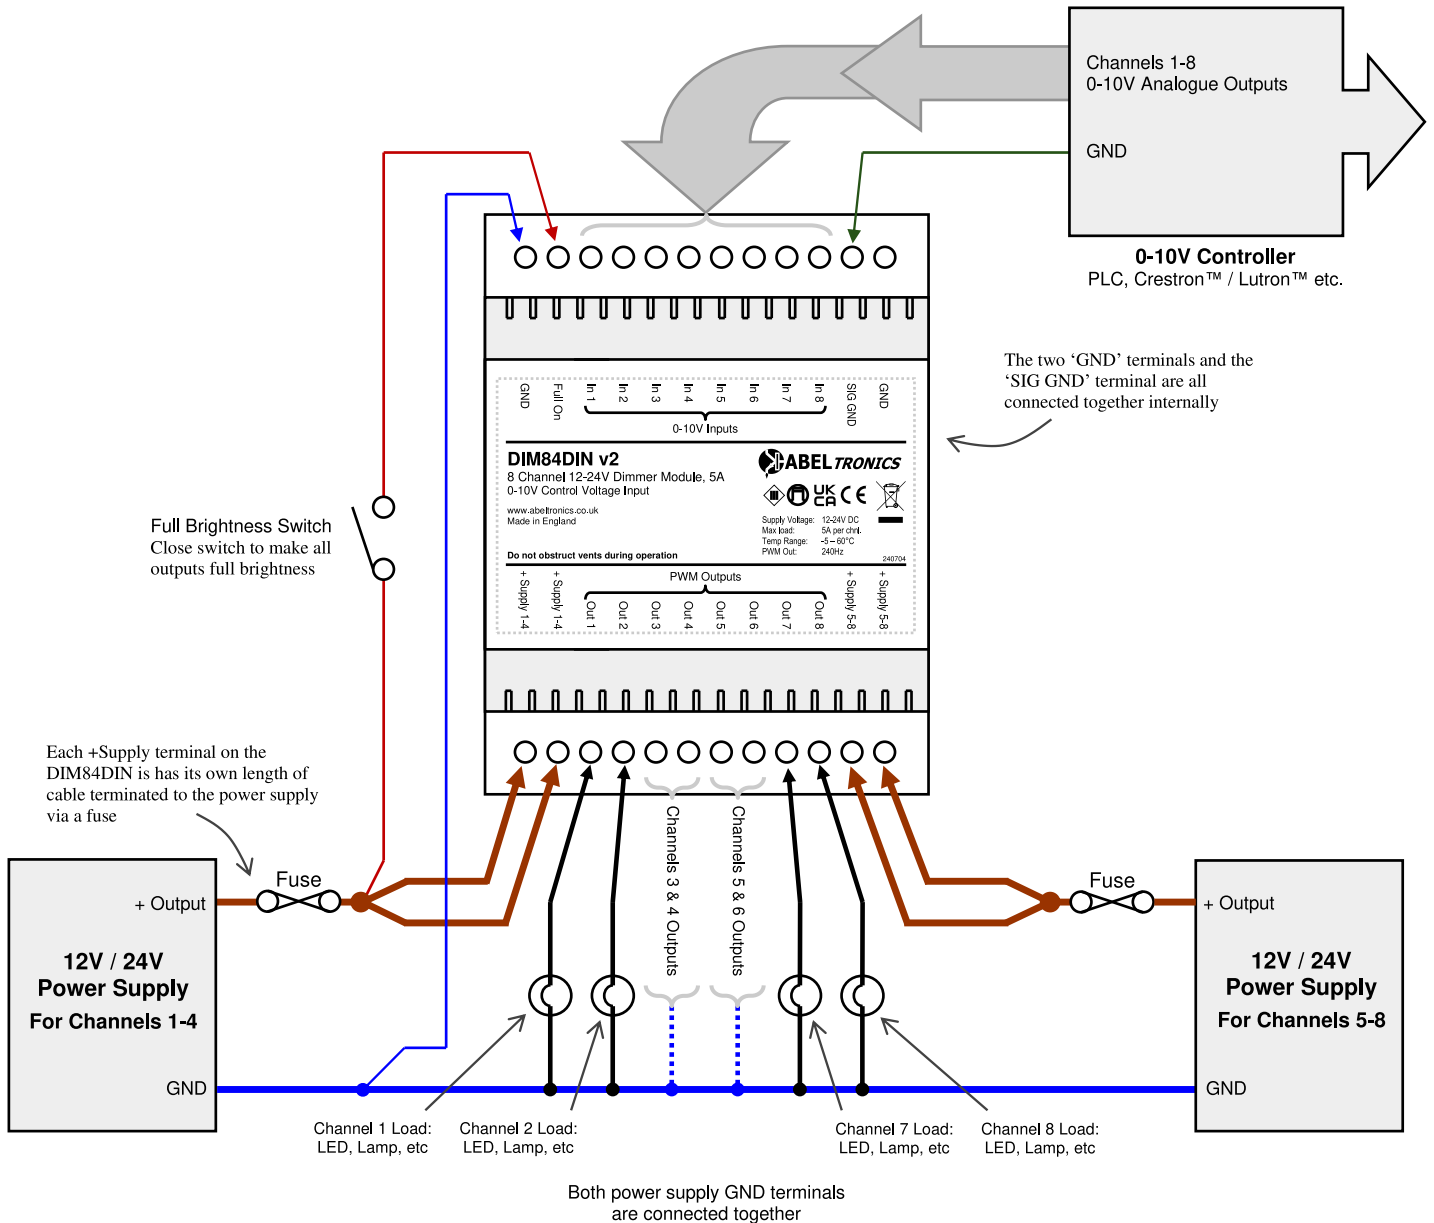 Channels 1-8
0-10V Analogue Outputs
GND
0-10V Controller
PLC, Crestron™ / Lutron™ etc.
The two ‘GND’ terminals and the
‘SIG GND’ terminal are all
connected together internally
GND
Full On
In 1
In 2
In 3
In 4
In 5
In 6
In 7
In 8
SIG GND
GND
0-10V Inputs
DIM84DIN v2
8 Channel 12-24V Dimmer Module, 5A
0-10V Control Voltage Input
www.abeltronics.co.uk
Made in England
Do not obstruct vents during operation
ABELTRONICS
III
UK
CA
CE
Supply Voltage: 12-24V DC
Max load: 5A per chnl.
Temp Range: -5 – 60°C
PWM Out: 240Hz
240704
PWM Outputs
+ Supply 1-4
+ Supply 1-4
Out 1
Out 2
Out 3
Out 4
Out 5
Out 6
Out 7
Out 8
+ Supply 5-8
+ Supply 5-8
Full Brightness Switch
Close switch to make all
outputs full brightness
Each +Supply terminal on the
DIM84DIN is has its own length of
cable terminated to the power supply
via a fuse
Fuse
+ Output
12V / 24V
Power Supply
For Channels 1-4
GND
Channels 3 & 4 Outputs
Channels 5 & 6 Outputs
Fuse
+ Output
12V / 24V
Power Supply
For Channels 5-8
GND
Channel 1 Load:
LED, Lamp, etc
Channel 2 Load:
LED, Lamp, etc
Channel 7 Load:
LED, Lamp, etc
Channel 8 Load:
LED, Lamp, etc
Both power supply GND terminals
are connected together